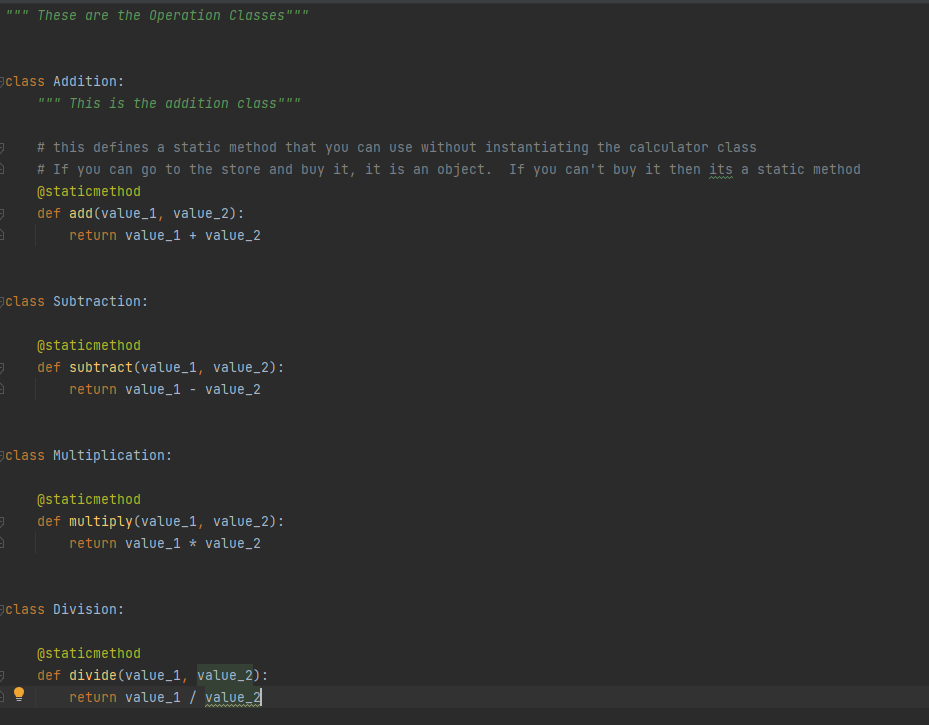 """ These are the Operation Classes"""
class Addition:
    """ This is the addition class"""
    # this defines a static method that you can use without instantiating the calculator class
    # If you can go to the store and buy it, it is an object.  If you can't buy it then its a static method
    @staticmethod
    def add(value_1, value_2):
        return value_1 + value_2
class Subtraction:
    @staticmethod
    def subtract(value_1, value_2):
        return value_1 - value_2
class Multiplication:
    @staticmethod
    def multiply(value_1, value_2):
        return value_1 * value_2
class Division:
    @staticmethod
    def divide(value_1, value_2):
        return value_1 / value_2